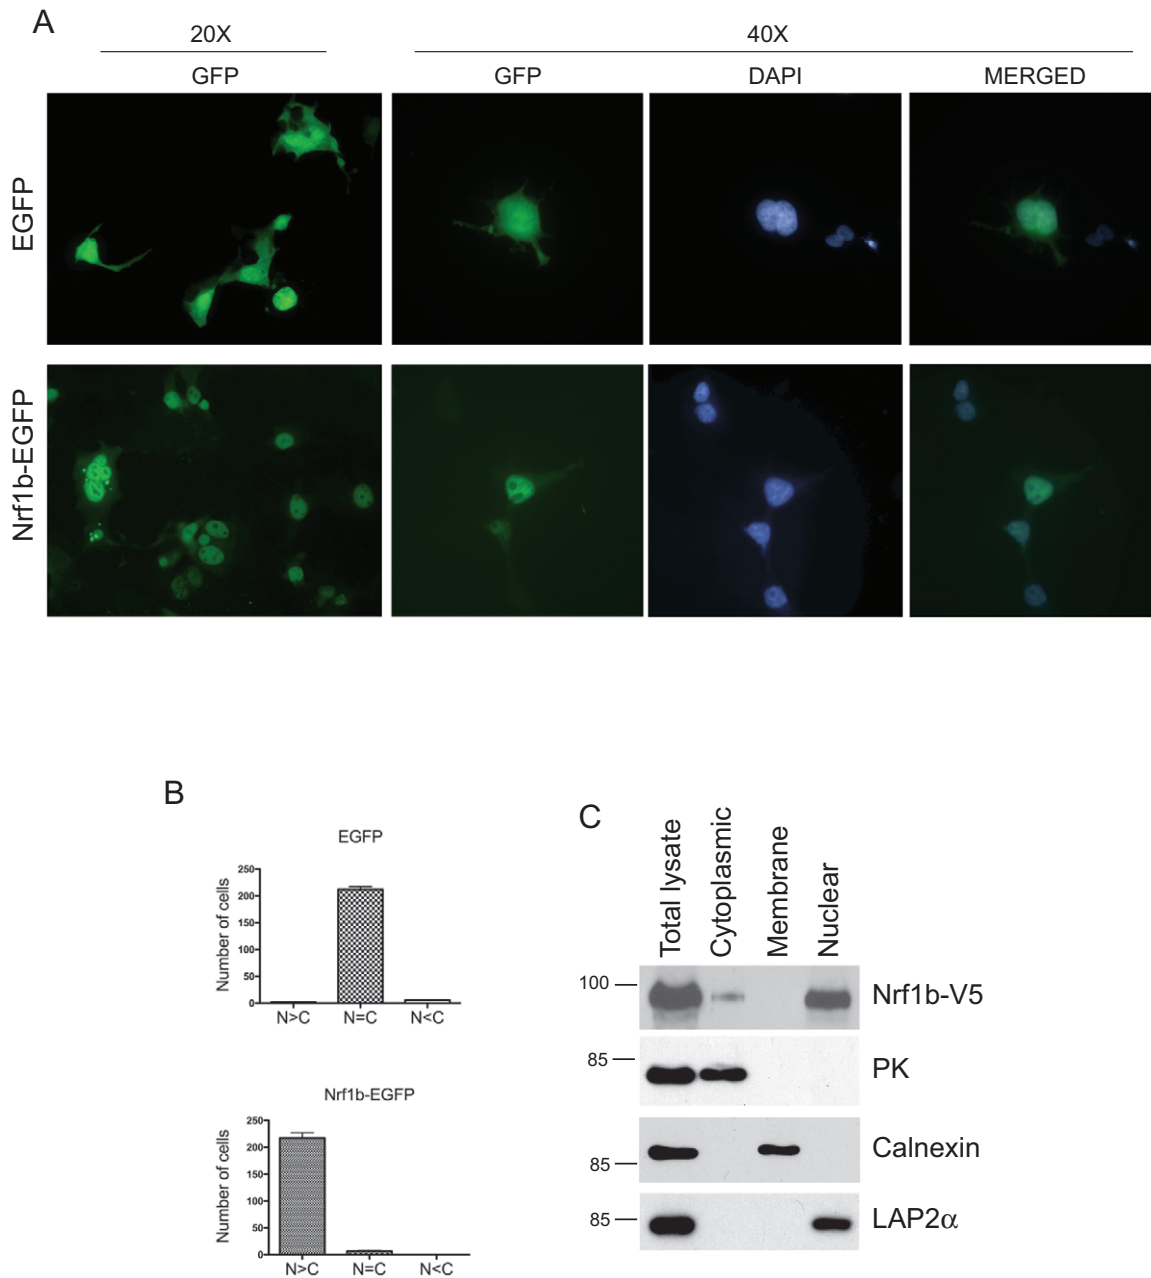 A
20X
40X
GFP
GFP
DAPI
MERGED
EGFP
Nrf1b-EGFP
B
EGFP
Number of cells
250
200
150
100
50
0
N>C
N=C
N<C
Nrf1b-EGFP
Number of cells
250
200
150
100
50
0
N>C
N=C
N<C
C
Total lysate
Cytoplasmic
Membrane
Nuclear
100
Nrf1b-V5
85
PK
Calnexin
85
85
LAP2α